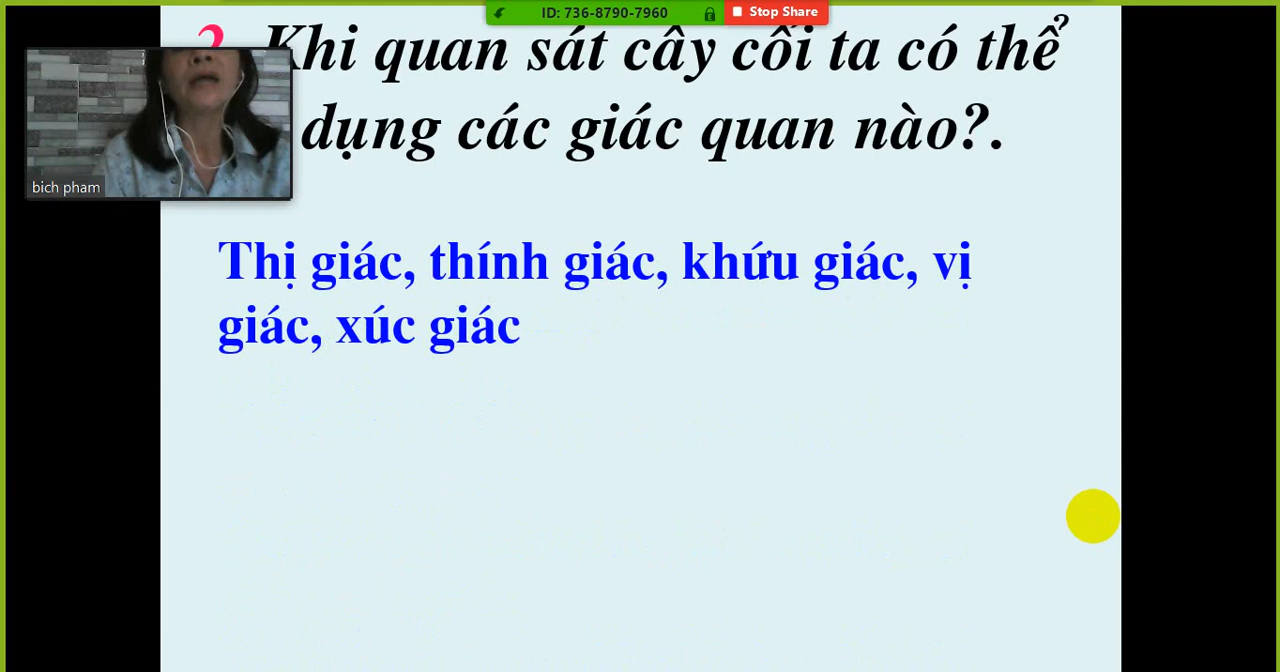 ID: 736-8790-7960
Stop Share
2. Khi quan sát cây cối ta có thể
dụng các giác quan nào?.
bich pham
Thị giác, thính giác, khứu giác, vị
giác, xúc giác